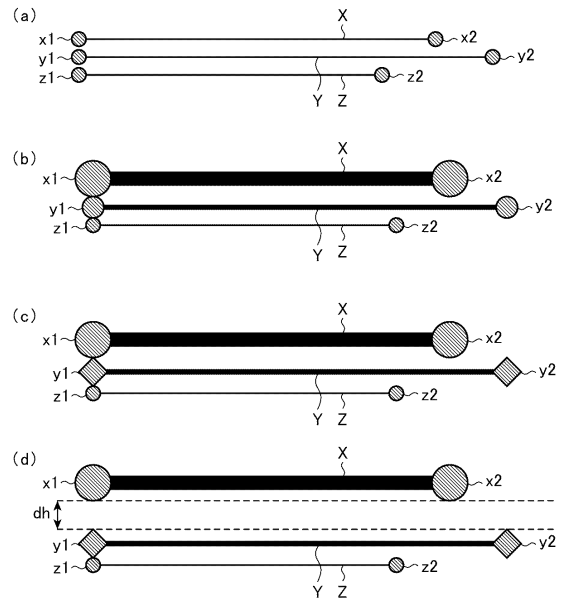 (a)
X
x1 x2
y1 y2
z1 z2
Y Z
(b)
X
x1 x2
y1 y2
z1 z2
Y Z
(c)
X
x1 x2
y1 y2
z1 z2
Y Z
(d)
X
x1 x2
dh
y1 y2
z1 z2
Y Z